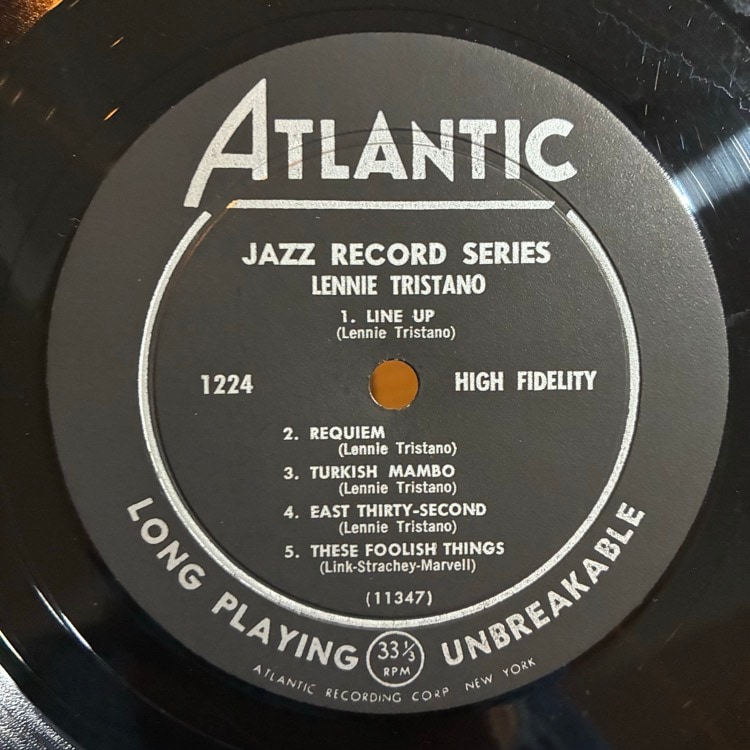 ATLANTIC
JAZZ RECORD SERIES
LENNIE TRISTANO
1. LINE UP
(Lennie Tristano)
1224
HIGH FIDELITY
2. REQUIEM
(Lennie Tristano)
3. TURKISH MAMBO
(Lennie Tristano)
4. EAST THIRTY-SECOND
(Lennie Tristano)
5. THESE FOOLISH THINGS
(Link-Strachey-Marvell)
(11347)
LONG PLAYING
33 1/3
RPM
UNBREAKABLE
ATLANTIC RECORDING CORP NEW YORK